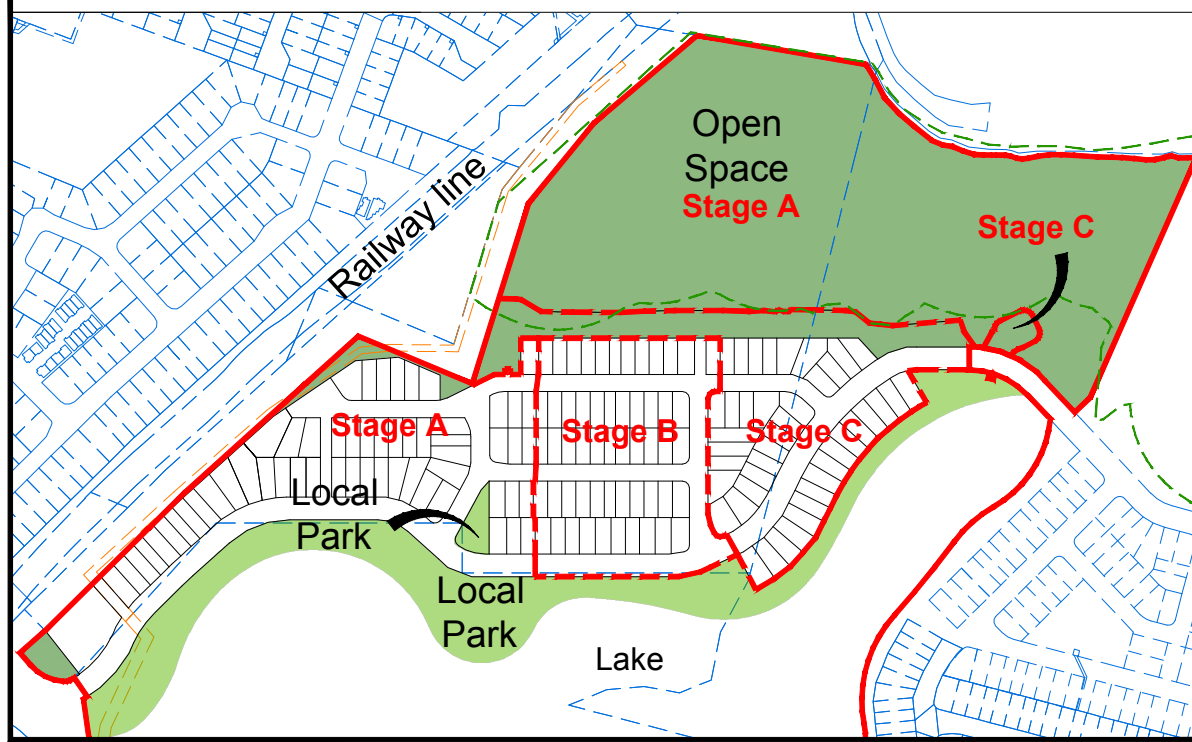 Open
Space
Stage A
Stage C
Railway line
Stage A
Stage B
Stage C
Local
Park
Local
Park
Lake